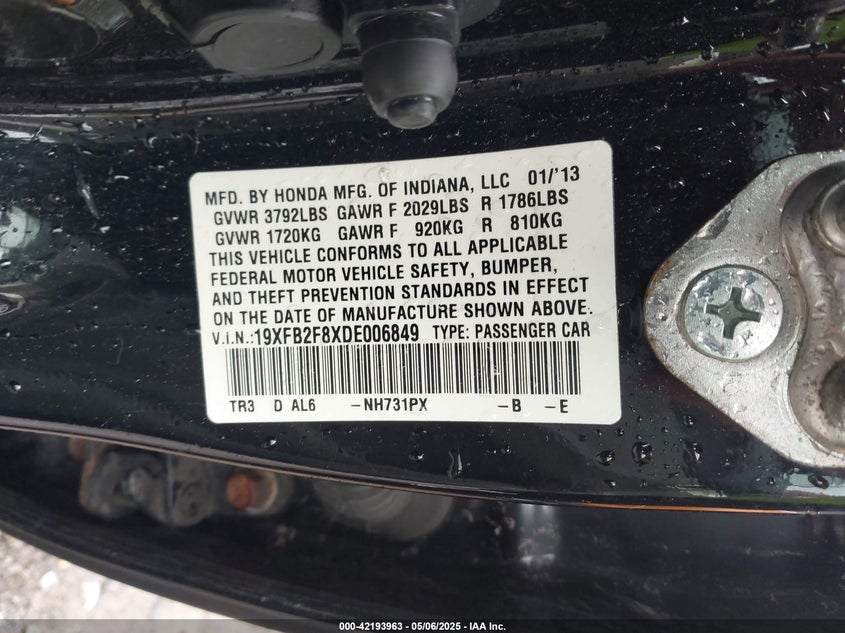 MFD. BY HONDA MFG. OF INDIANA, LLC 01/'13
GVWR 3792LBS GAWR F 2029LBS R 1786LBS
GVWR 1720KG GAWR F 920KG R 810KG
THIS VEHICLE CONFORMS TO ALL APPLICABLE
FEDERAL MOTOR VEHICLE SAFETY, BUMPER,
AND THEFT PREVENTION STANDARDS IN EFFECT
ON THE DATE OF MANUFACTURE SHOWN ABOVE.
V.i.N.:19XFB2F8XDE006849 TYPE: PASSENGER CAR
TR3 D AL6 -NH731PX -B -E
000-42193963 | 05/06/2025 - IAA Inc.